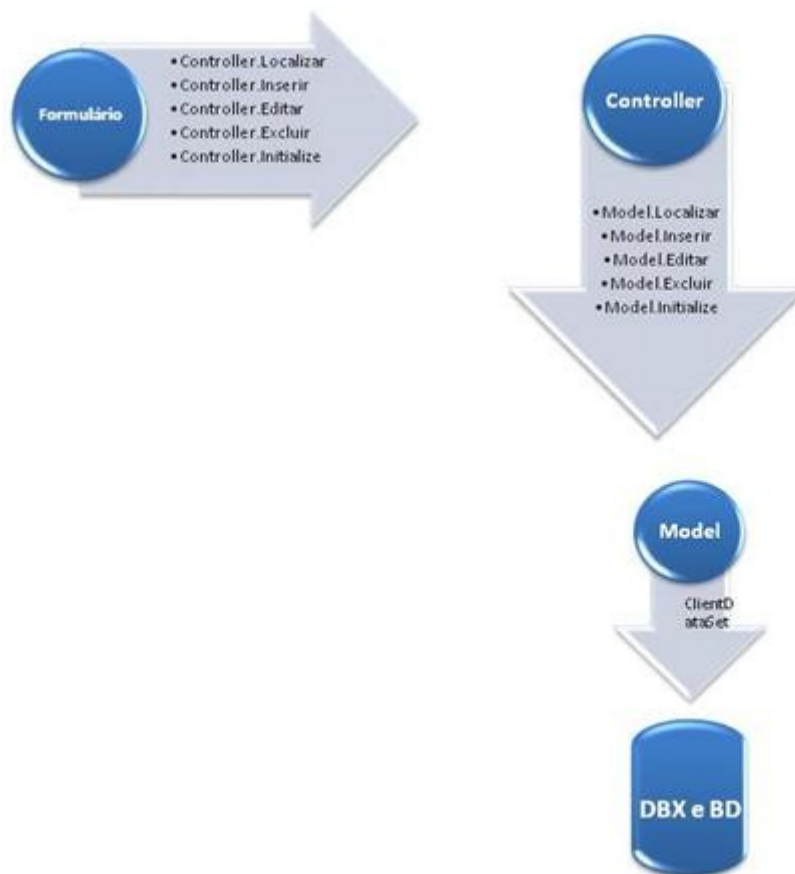 Formulário
•Controller.Localizar
•Controller.Inserir
•Controller.Editar
•Controller.Excluir
•Controller.Initialize
Controller
•Model.Localizar
•Model.Inserir
•Model.Editar
•Model.Excluir
•Model.Initialize
Model
ClientD
ataSet
DBX e BD